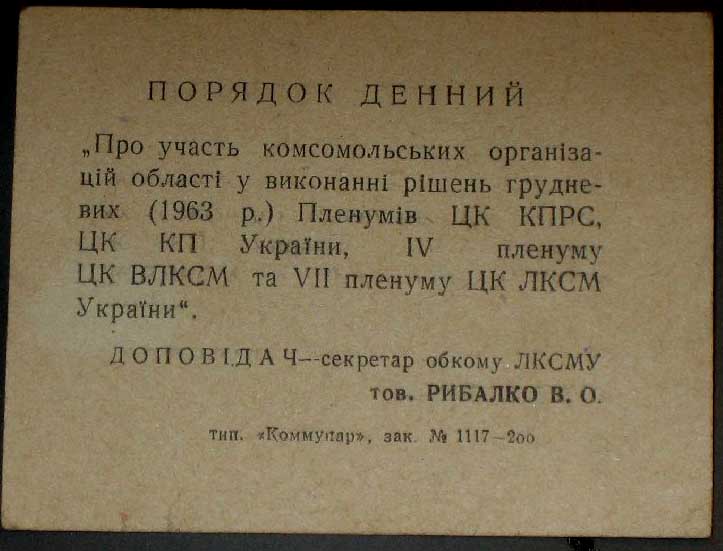 ПОРЯДОК ДЕННИЙ
„Про участь комсомольських організа-
цій області у виконанні рішень грудне-
вих (1963 р.) Пленумів ЦК КПРС,
ЦК КП України, IV пленуму
ЦК ВЛКСМ та VII пленуму ЦК ЛКСМ
України“.
ДОПОВІДАЧ—секретар обкому ЛКСМУ
тов. РИБАЛКО В. О.
тип. «Коммунар», зак. № 1117—200